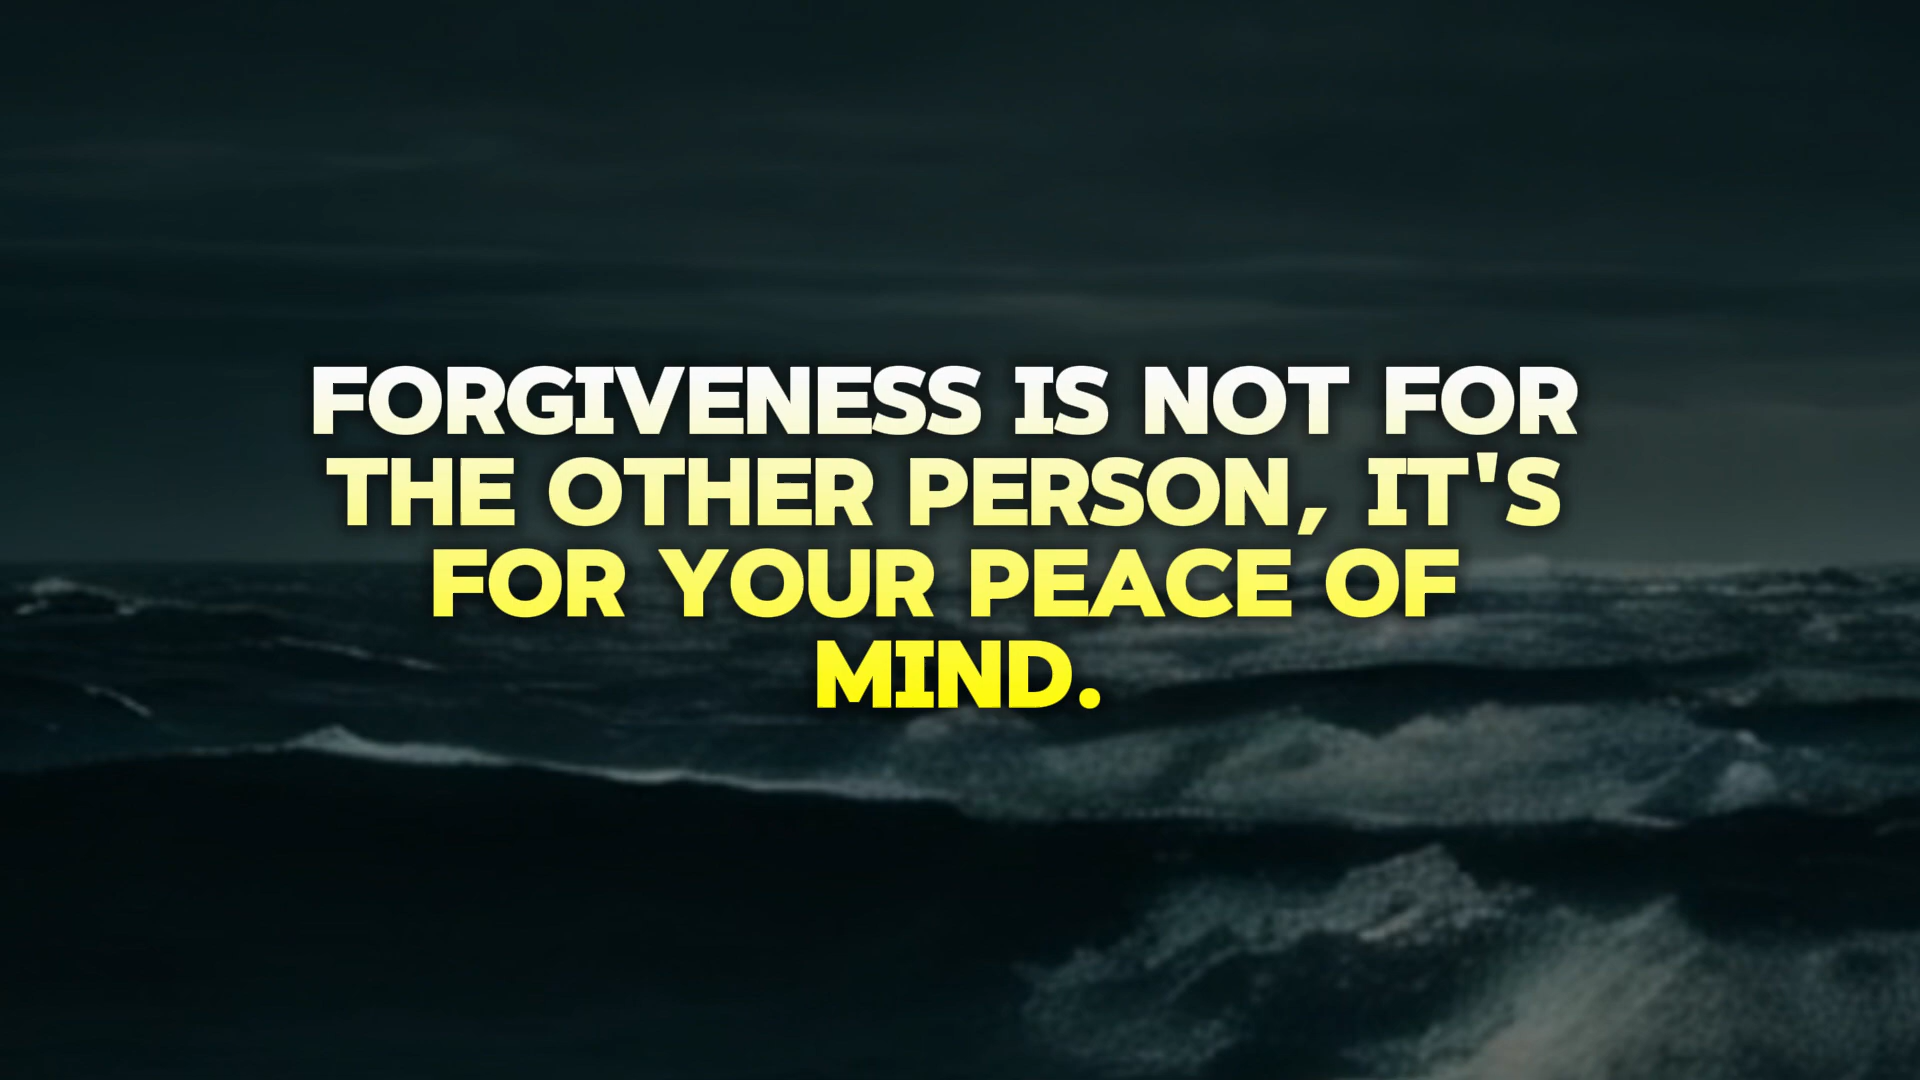 FORGIVENESS IS NOT FOR
THE OTHER PERSON, IT'S
FOR YOUR PEACE OF
MIND.